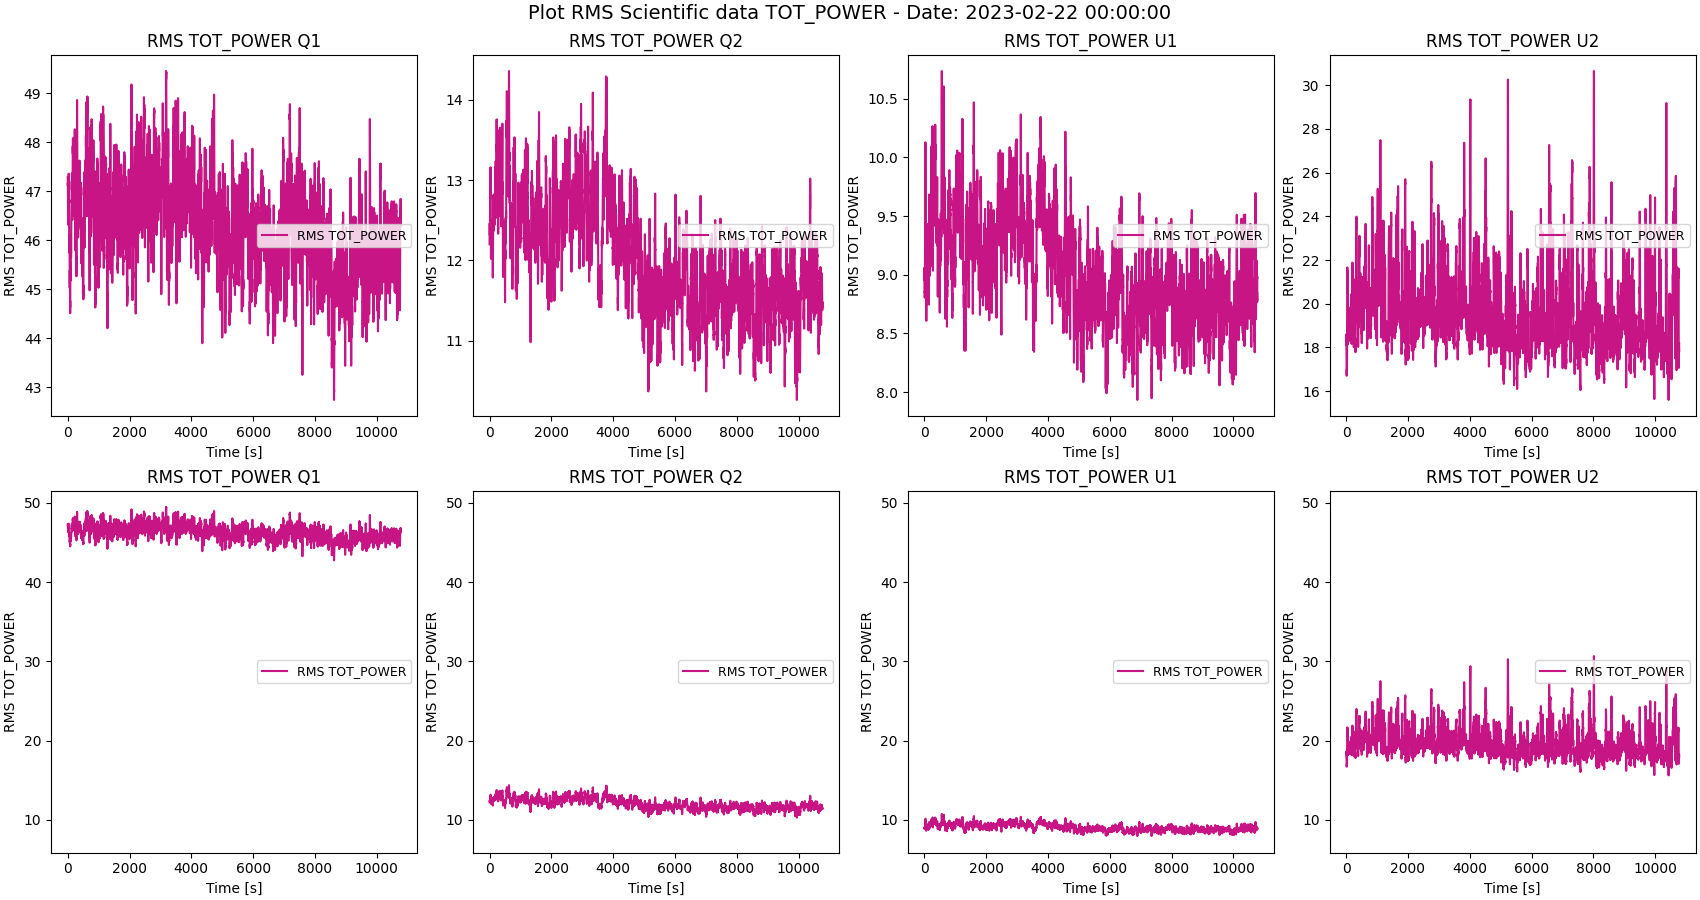 Plot RMS Scientific data TOT_POWER - Date: 2023-02-22 00:00:00
RMS TOT_POWER Q1
RMS TOT_POWER
49
48
47
46
45
44
43
RMS TOT_POWER
0 2000 4000 6000 8000 10000
Time [s]
RMS TOT_POWER Q2
RMS TOT_POWER
14
13
12
11
RMS TOT_POWER
0 2000 4000 6000 8000 10000
Time [s]
RMS TOT_POWER U1
RMS TOT_POWER
10.5
10.0
9.5
9.0
8.5
8.0
RMS TOT_POWER
0 2000 4000 6000 8000 10000
Time [s]
RMS TOT_POWER U2
RMS TOT_POWER
30
28
26
24
22
20
18
16
RMS TOT_POWER
0 2000 4000 6000 8000 10000
Time [s]
RMS TOT_POWER Q1
RMS TOT_POWER
50
40
30
20
10
RMS TOT_POWER
0 2000 4000 6000 8000 10000
Time [s]
RMS TOT_POWER Q2
RMS TOT_POWER
50
40
30
20
10
RMS TOT_POWER
0 2000 4000 6000 8000 10000
Time [s]
RMS TOT_POWER U1
RMS TOT_POWER
50
40
30
20
10
RMS TOT_POWER
0 2000 4000 6000 8000 10000
Time [s]
RMS TOT_POWER U2
RMS TOT_POWER
50
40
30
20
10
RMS TOT_POWER
0 2000 4000 6000 8000 10000
Time [s]